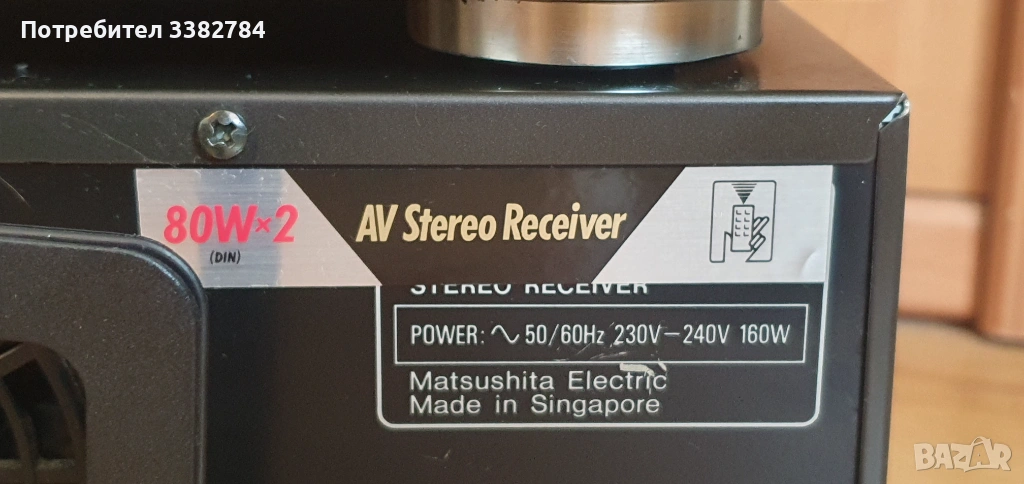 Потребител 3382784
80W×2
(DIN)
AV Stereo Receiver
STEREO RECEIVER
POWER: ∿ 50/60Hz 230V–240V 160W
Matsushita Electric
Made in Singapore
BAZAR